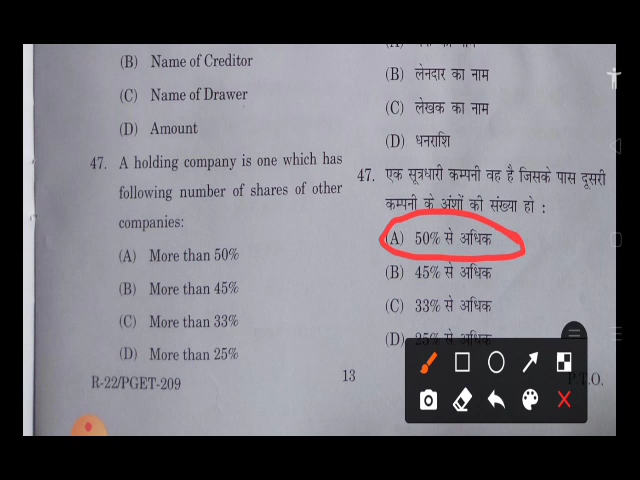 (B) Name of Creditor
(C) Name of Drawer
(D) Amount
47. A holding company is one which has
following number of shares of other
companies:
(A) More than 50%
(B) More than 45%
(C) More than 33%
(D) More than 25%
R-22/PGET-209
13
(B) लेनदार का नाम
(C) लेखक का नाम
(D) धनराशि
47. एक सूत्रधारी कम्पनी वह है जिसके पास दूसरी
कम्पनी के अंशों की संख्या हो :
(A) 50% से अधिक
(B) 45% से अधिक
(C) 33% से अधिक
(D) 25% से अधिक
P.T.O.